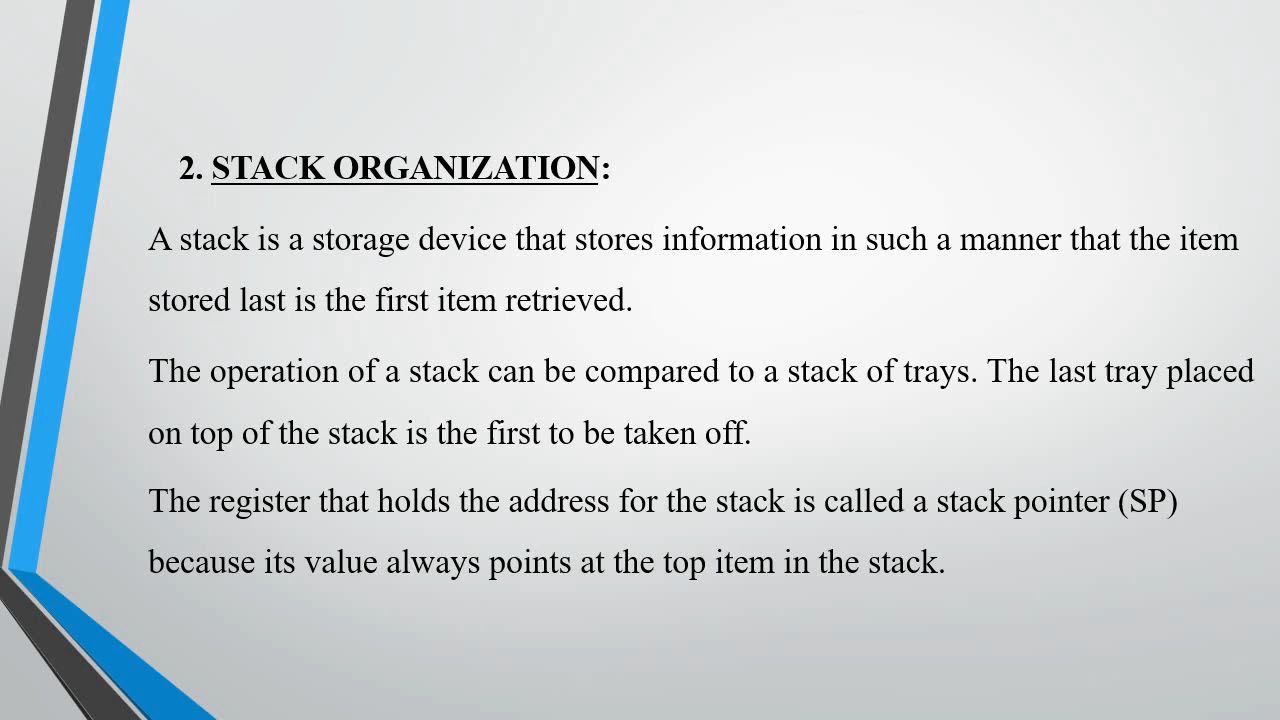 2. STACK ORGANIZATION:
A stack is a storage device that stores information in such a manner that the item
stored last is the first item retrieved.
The operation of a stack can be compared to a stack of trays. The last tray placed
on top of the stack is the first to be taken off.
The register that holds the address for the stack is called a stack pointer (SP)
because its value always points at the top item in the stack.